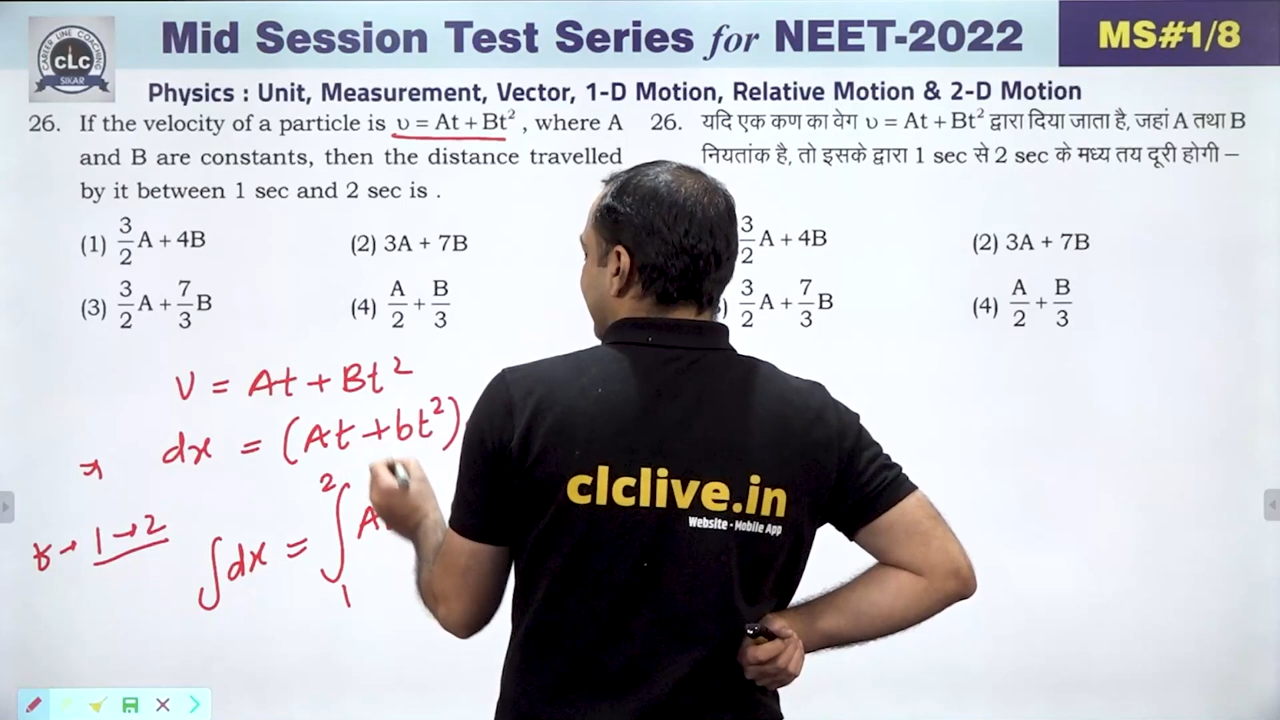 CAREER LINE COACHING
CLC
SIKAR
Mid Session Test Series for NEET-2022
MS#1/8
Physics : Unit, Measurement, Vector, 1-D Motion, Relative Motion & 2-D Motion
26. If the velocity of a particle is υ = At + Bt², where A
and B are constants, then the distance travelled
by it between 1 sec and 2 sec is .
(1) 3/2 A + 4B (2) 3A + 7B
(3) 3/2 A + 7/3 B (4) A/2 + B/3
26. यदि एक कण का वेग υ = At + Bt² द्वारा दिया जाता है, जहां A तथा B
नियतांक है, तो इसके द्वारा 1 sec से 2 sec के मध्य तय दूरी होगी –
3/2 A + 4B (2) 3A + 7B
) 3/2 A + 7/3 B (4) A/2 + B/3
V = At + Bt²
dx = (At + bt²)
1→2
∫dx = ∫₁² A
clclive.in
Website - Mobile App